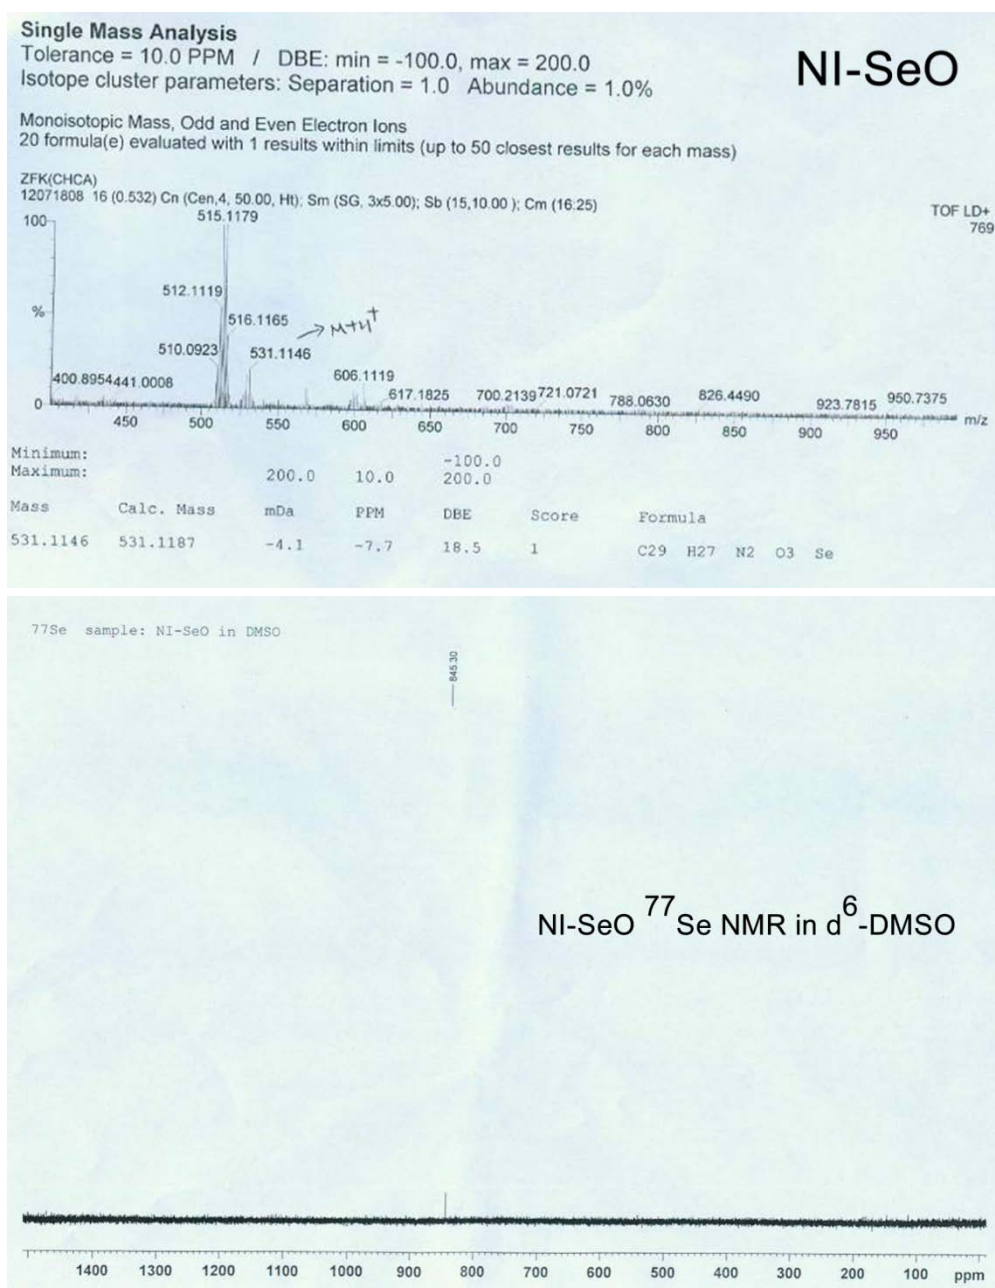 Single Mass Analysis
Tolerance = 10.0 PPM / DBE: min = -100.0, max = 200.0
NI-SeO
Isotope cluster parameters: Separation = 1.0 Abundance = 1.0%
Monoisotopic Mass, Odd and Even Electron Ions
20 formula(e) evaluated with 1 results within limits (up to 50 closest results for each mass)
ZFK(CHCA)
12071808 16 (0.532) Cn (Cen,4, 50.00, Ht); Sm (SG, 3x5.00); Sb (15,10.00 ); Cm (16:25)
TOF LD+
769
100
515.1179
512.1119
%
516.1165
M+H+
510.0923
531.1146
400.8954
441.0008
606.1119
617.1825
700.2139
721.0721
788.0630
826.4490
923.7815
950.7375
0
450 500 550 600 650 700 750 800 850 900 950 m/z
Minimum: -100.0
Maximum: 200.0 10.0 200.0
Mass Calc. Mass mDa PPM DBE Score Formula
531.1146 531.1187 -4.1 -7.7 18.5 1 C29 H27 N2 O3 Se
77Se sample: NI-SeO in DMSO
845.30
NI-SeO 77Se NMR in d6-DMSO
1400 1300 1200 1100 1000 900 800 700 600 500 400 300 200 100 ppm